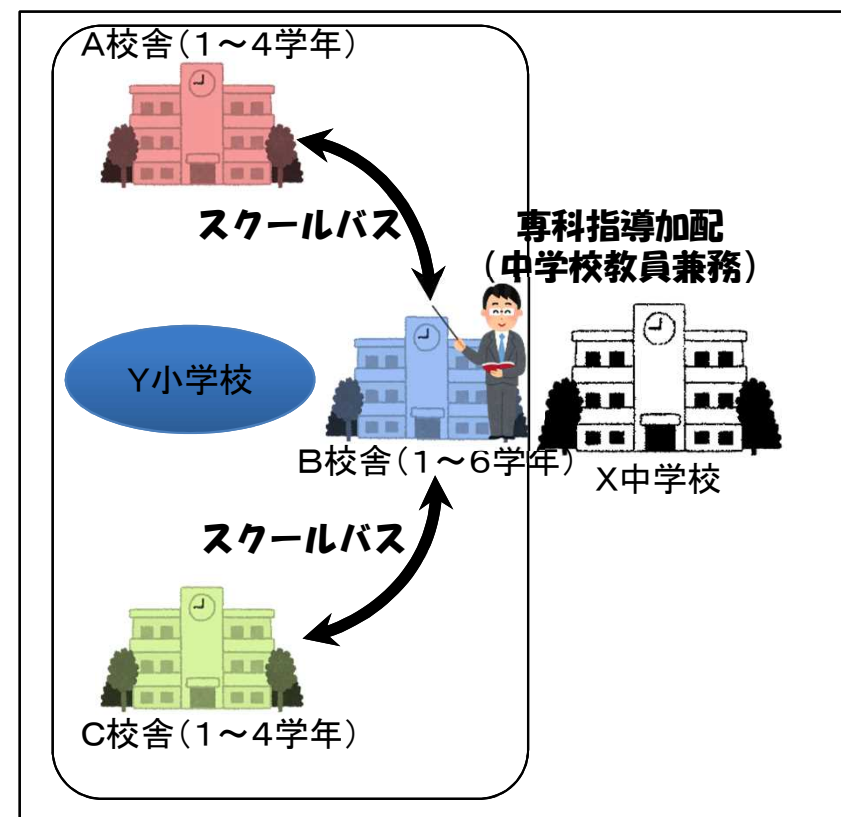 A校舎(1～4学年)
スクールバス
専科指導加配
(中学校教員兼務)
Y小学校
B校舎(1～6学年)
X中学校
スクールバス
C校舎(1～4学年)